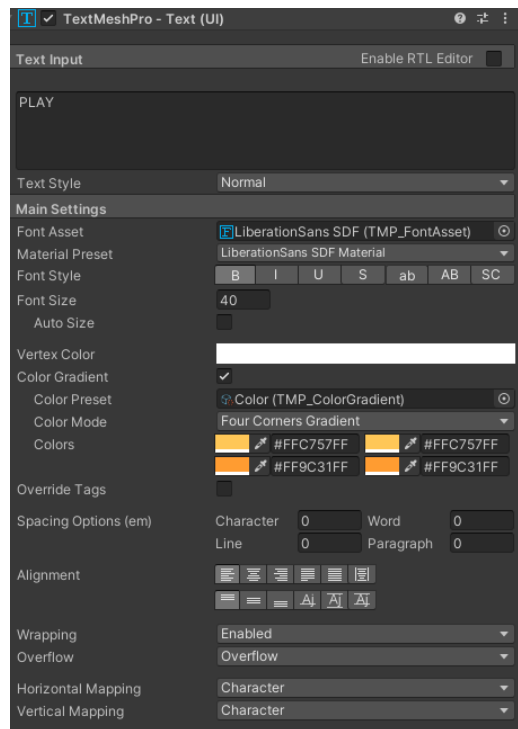 TextMeshPro - Text (UI)
Text Input Enable RTL Editor
PLAY
Text Style Normal
Main Settings
Font Asset LiberationSans SDF (TMP_FontAsset)
Material Preset LiberationSans SDF Material
Font Style B I U S ab AB SC
Font Size 40
Auto Size
Vertex Color
Color Gradient
Color Preset Color (TMP_ColorGradient)
Color Mode Four Corners Gradient
Colors #FFC757FF #FFC757FF
#FF9C31FF #FF9C31FF
Override Tags
Spacing Options (em) Character 0 Word 0
Line 0 Paragraph 0
Alignment
Wrapping Enabled
Overflow Overflow
Horizontal Mapping Character
Vertical Mapping Character